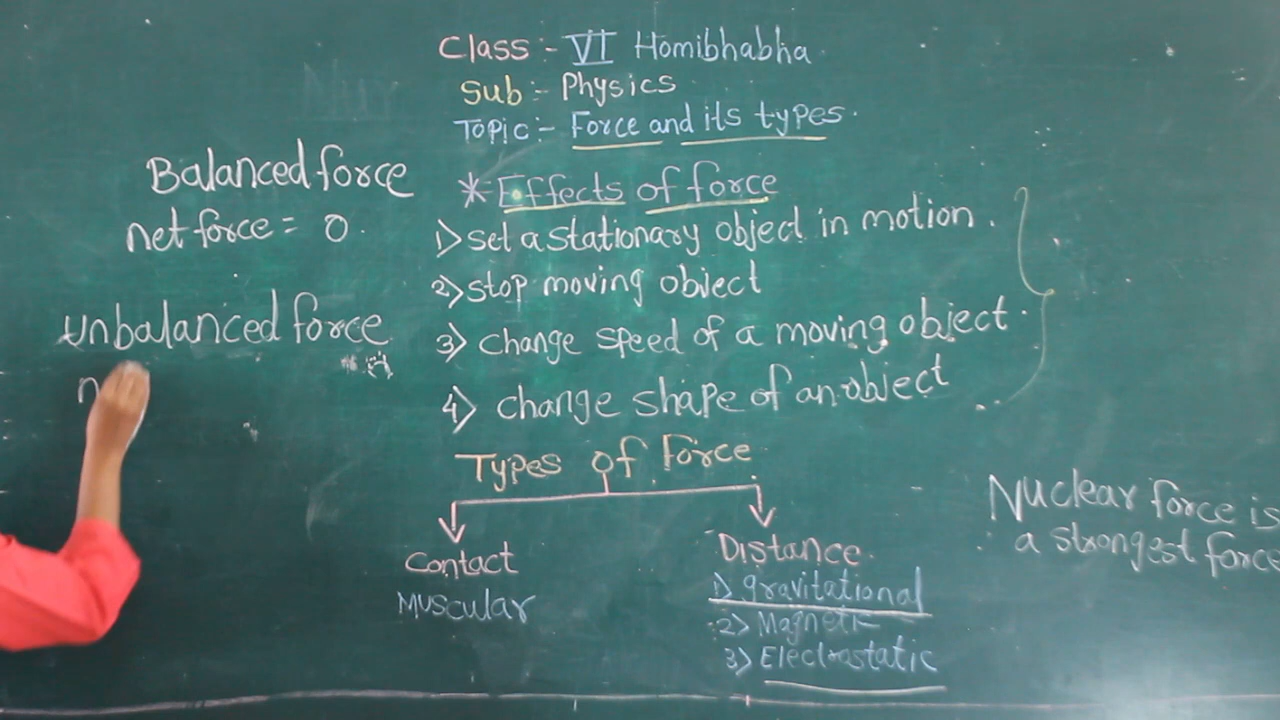 Class :- VI Homibhabha
Sub :- Physics
Topic :- Force and its types.
Balanced force
net force = 0.
Unbalanced force
n
* Effects of force
1) set a stationary object in motion.
2) stop moving object
3) change speed of a moving object.
4) change shape of an object
Types of Force
Contact
Muscular
Distance
1) gravitational
2) Magnetic
3) Electrostatic
Nuclear force is
a strongest force